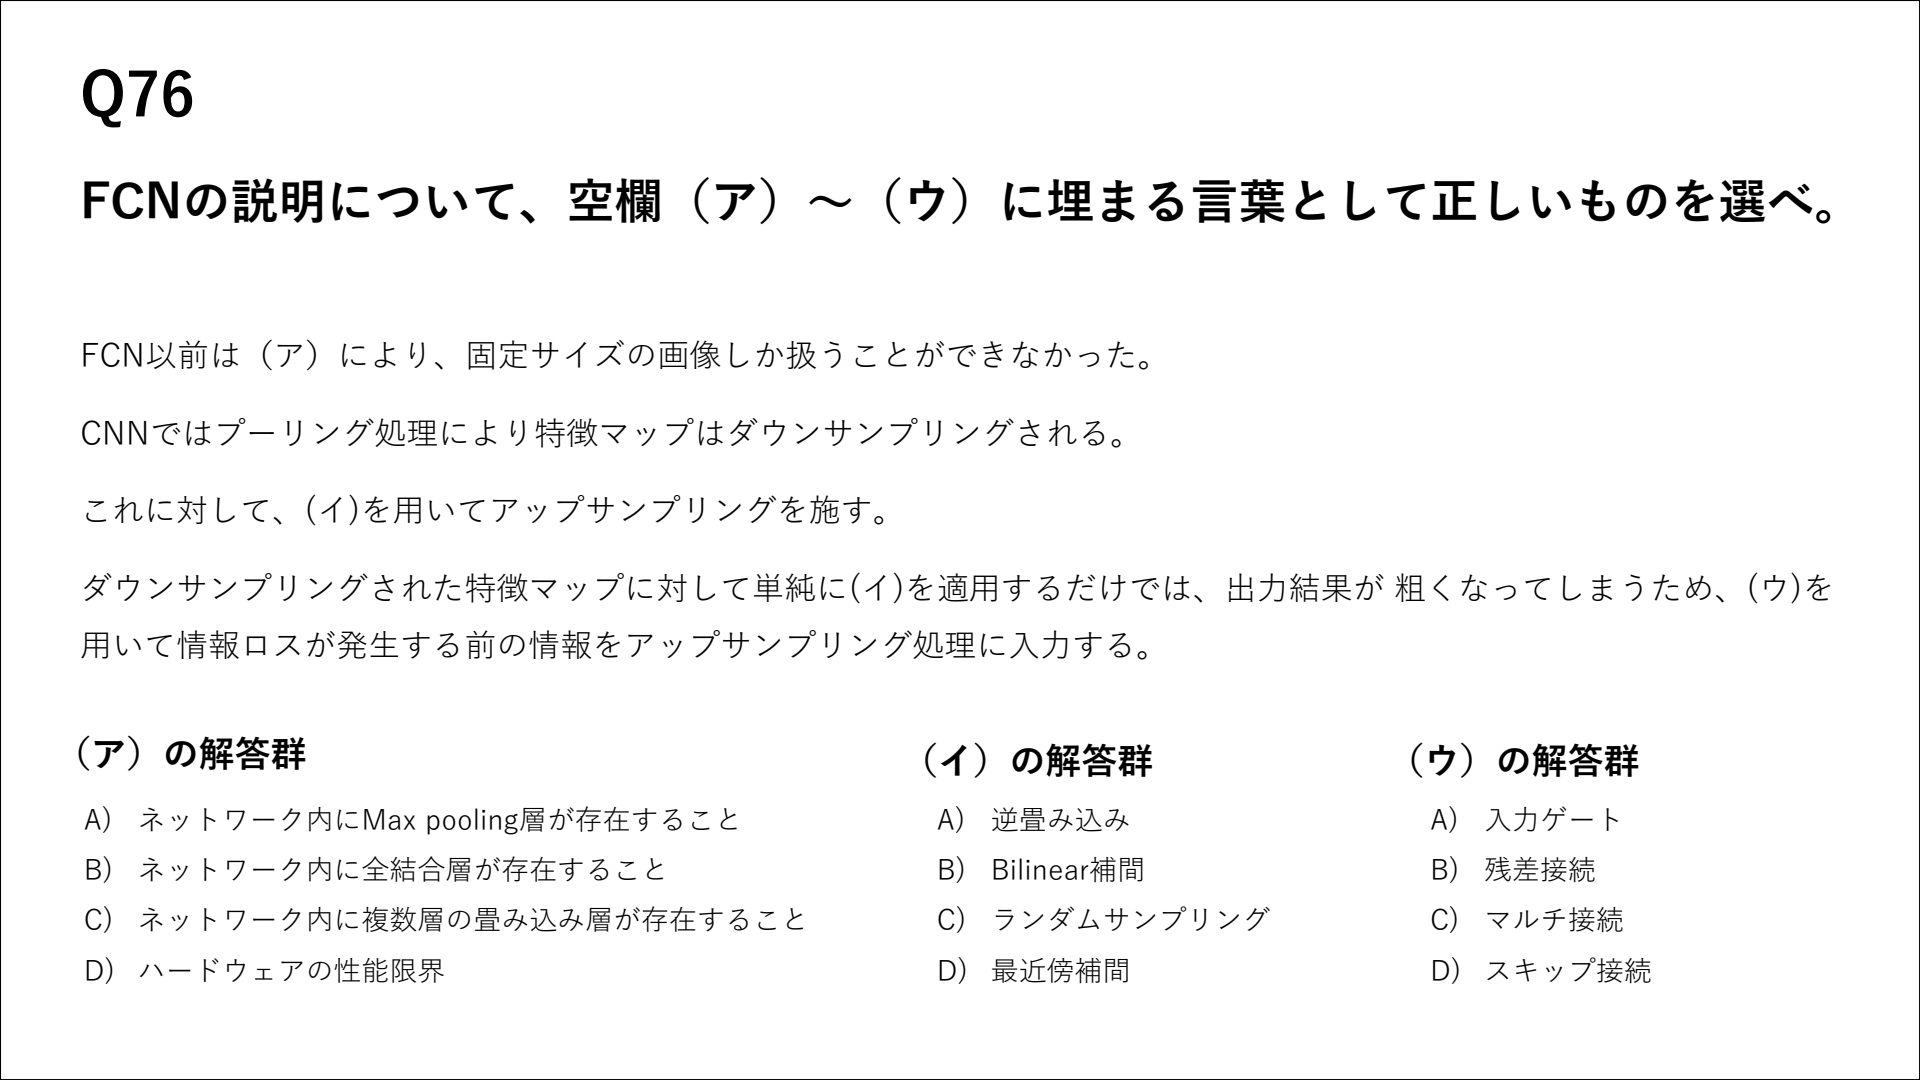 Q76
FCNの説明について、空欄（ア）～（ウ）に埋まる言葉として正しいものを選べ。
FCN以前は（ア）により、固定サイズの画像しか扱うことができなかった。
CNNではプーリング処理により特徴マップはダウンサンプリングされる。
これに対して、(イ)を用いてアップサンプリングを施す。
ダウンサンプリングされた特徴マップに対して単純に(イ)を適用するだけでは、出力結果が 粗くなってしまうため、(ウ)を
用いて情報ロスが発生する前の情報をアップサンプリング処理に入力する。
（ア）の解答群
A) ネットワーク内にMax pooling層が存在すること
B) ネットワーク内に全結合層が存在すること
C) ネットワーク内に複数層の畳み込み層が存在すること
D) ハードウェアの性能限界
（イ）の解答群
A) 逆畳み込み
B) Bilinear補間
C) ランダムサンプリング
D) 最近傍補間
（ウ）の解答群
A) 入力ゲート
B) 残差接続
C) マルチ接続
D) スキップ接続